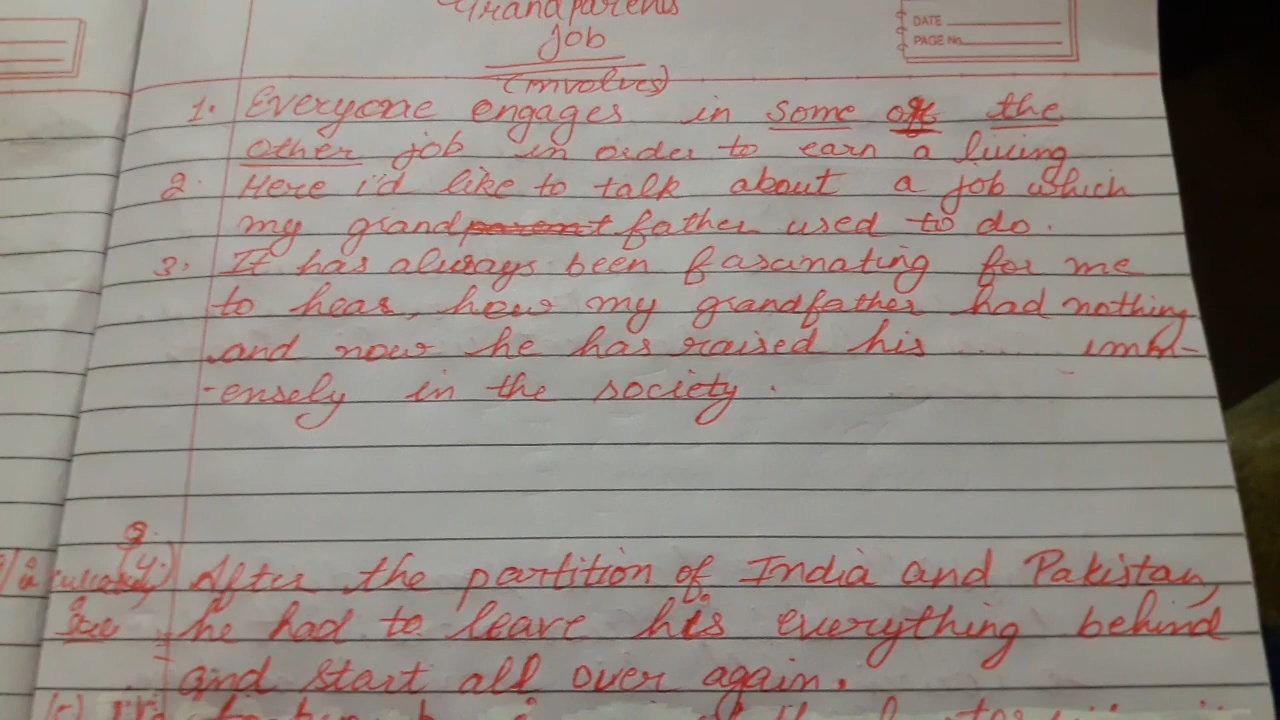 Grandparents
job
DATE
PAGE No.
(involves)
1. Everyone engages in some of the
other job in order to earn a living
2. Here i'd like to talk about a job which
my grandparent father used to do.
3. It has always been fascinating for me
to hear, how my grandfather had nothing
and now he has raised his imm-
-ensely in the society.
4.) After the partition of India and Pakistan,
he had to leave his everything behind
and start all over again.